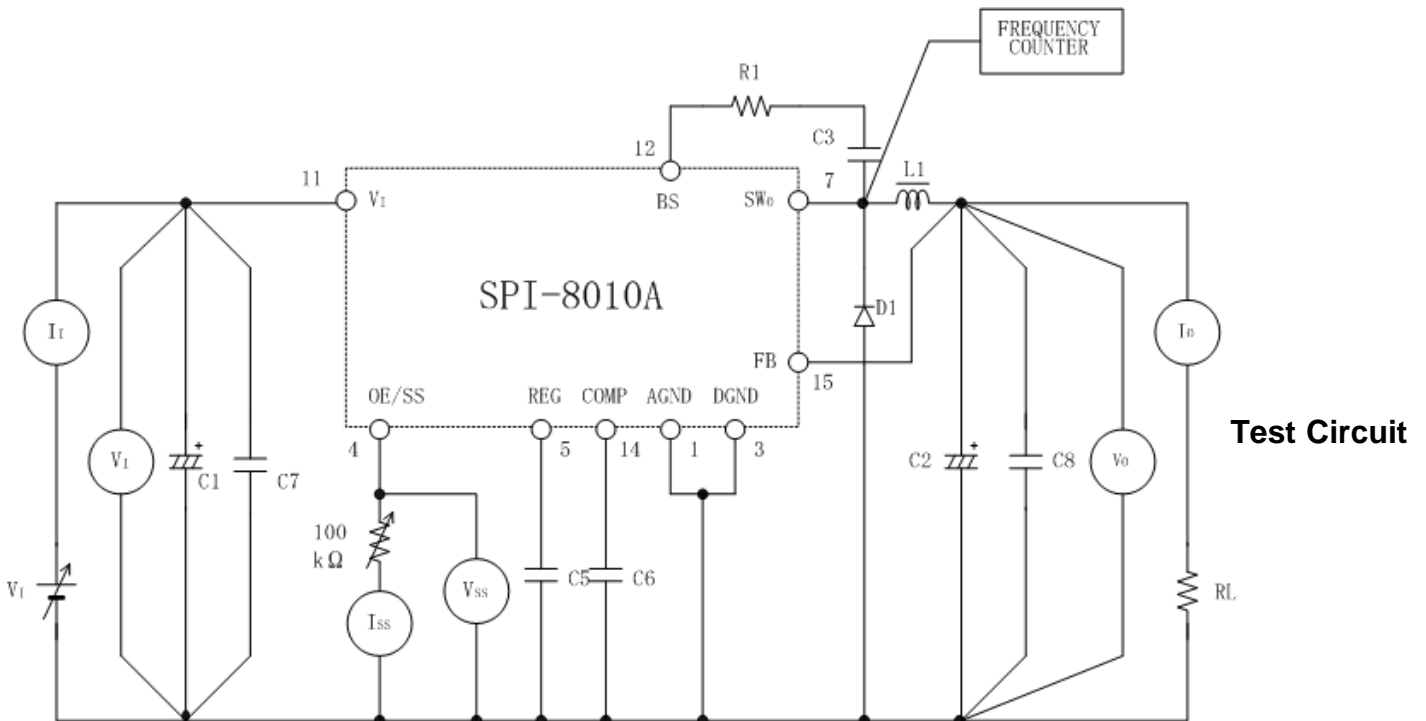 FREQUENCY
COUNTER
R1
C3
12
11
7
L1
VI
BS
SWO
SPI-8010A
II
D1
IO
FB
15
OE/SS
REG
COMP
AGND
DGND
4
5
14
1
3
Test Circuit
VI
+
C1
C7
+
C2
C8
VO
100
kΩ
VSS
C5
C6
VI
ISS
RL